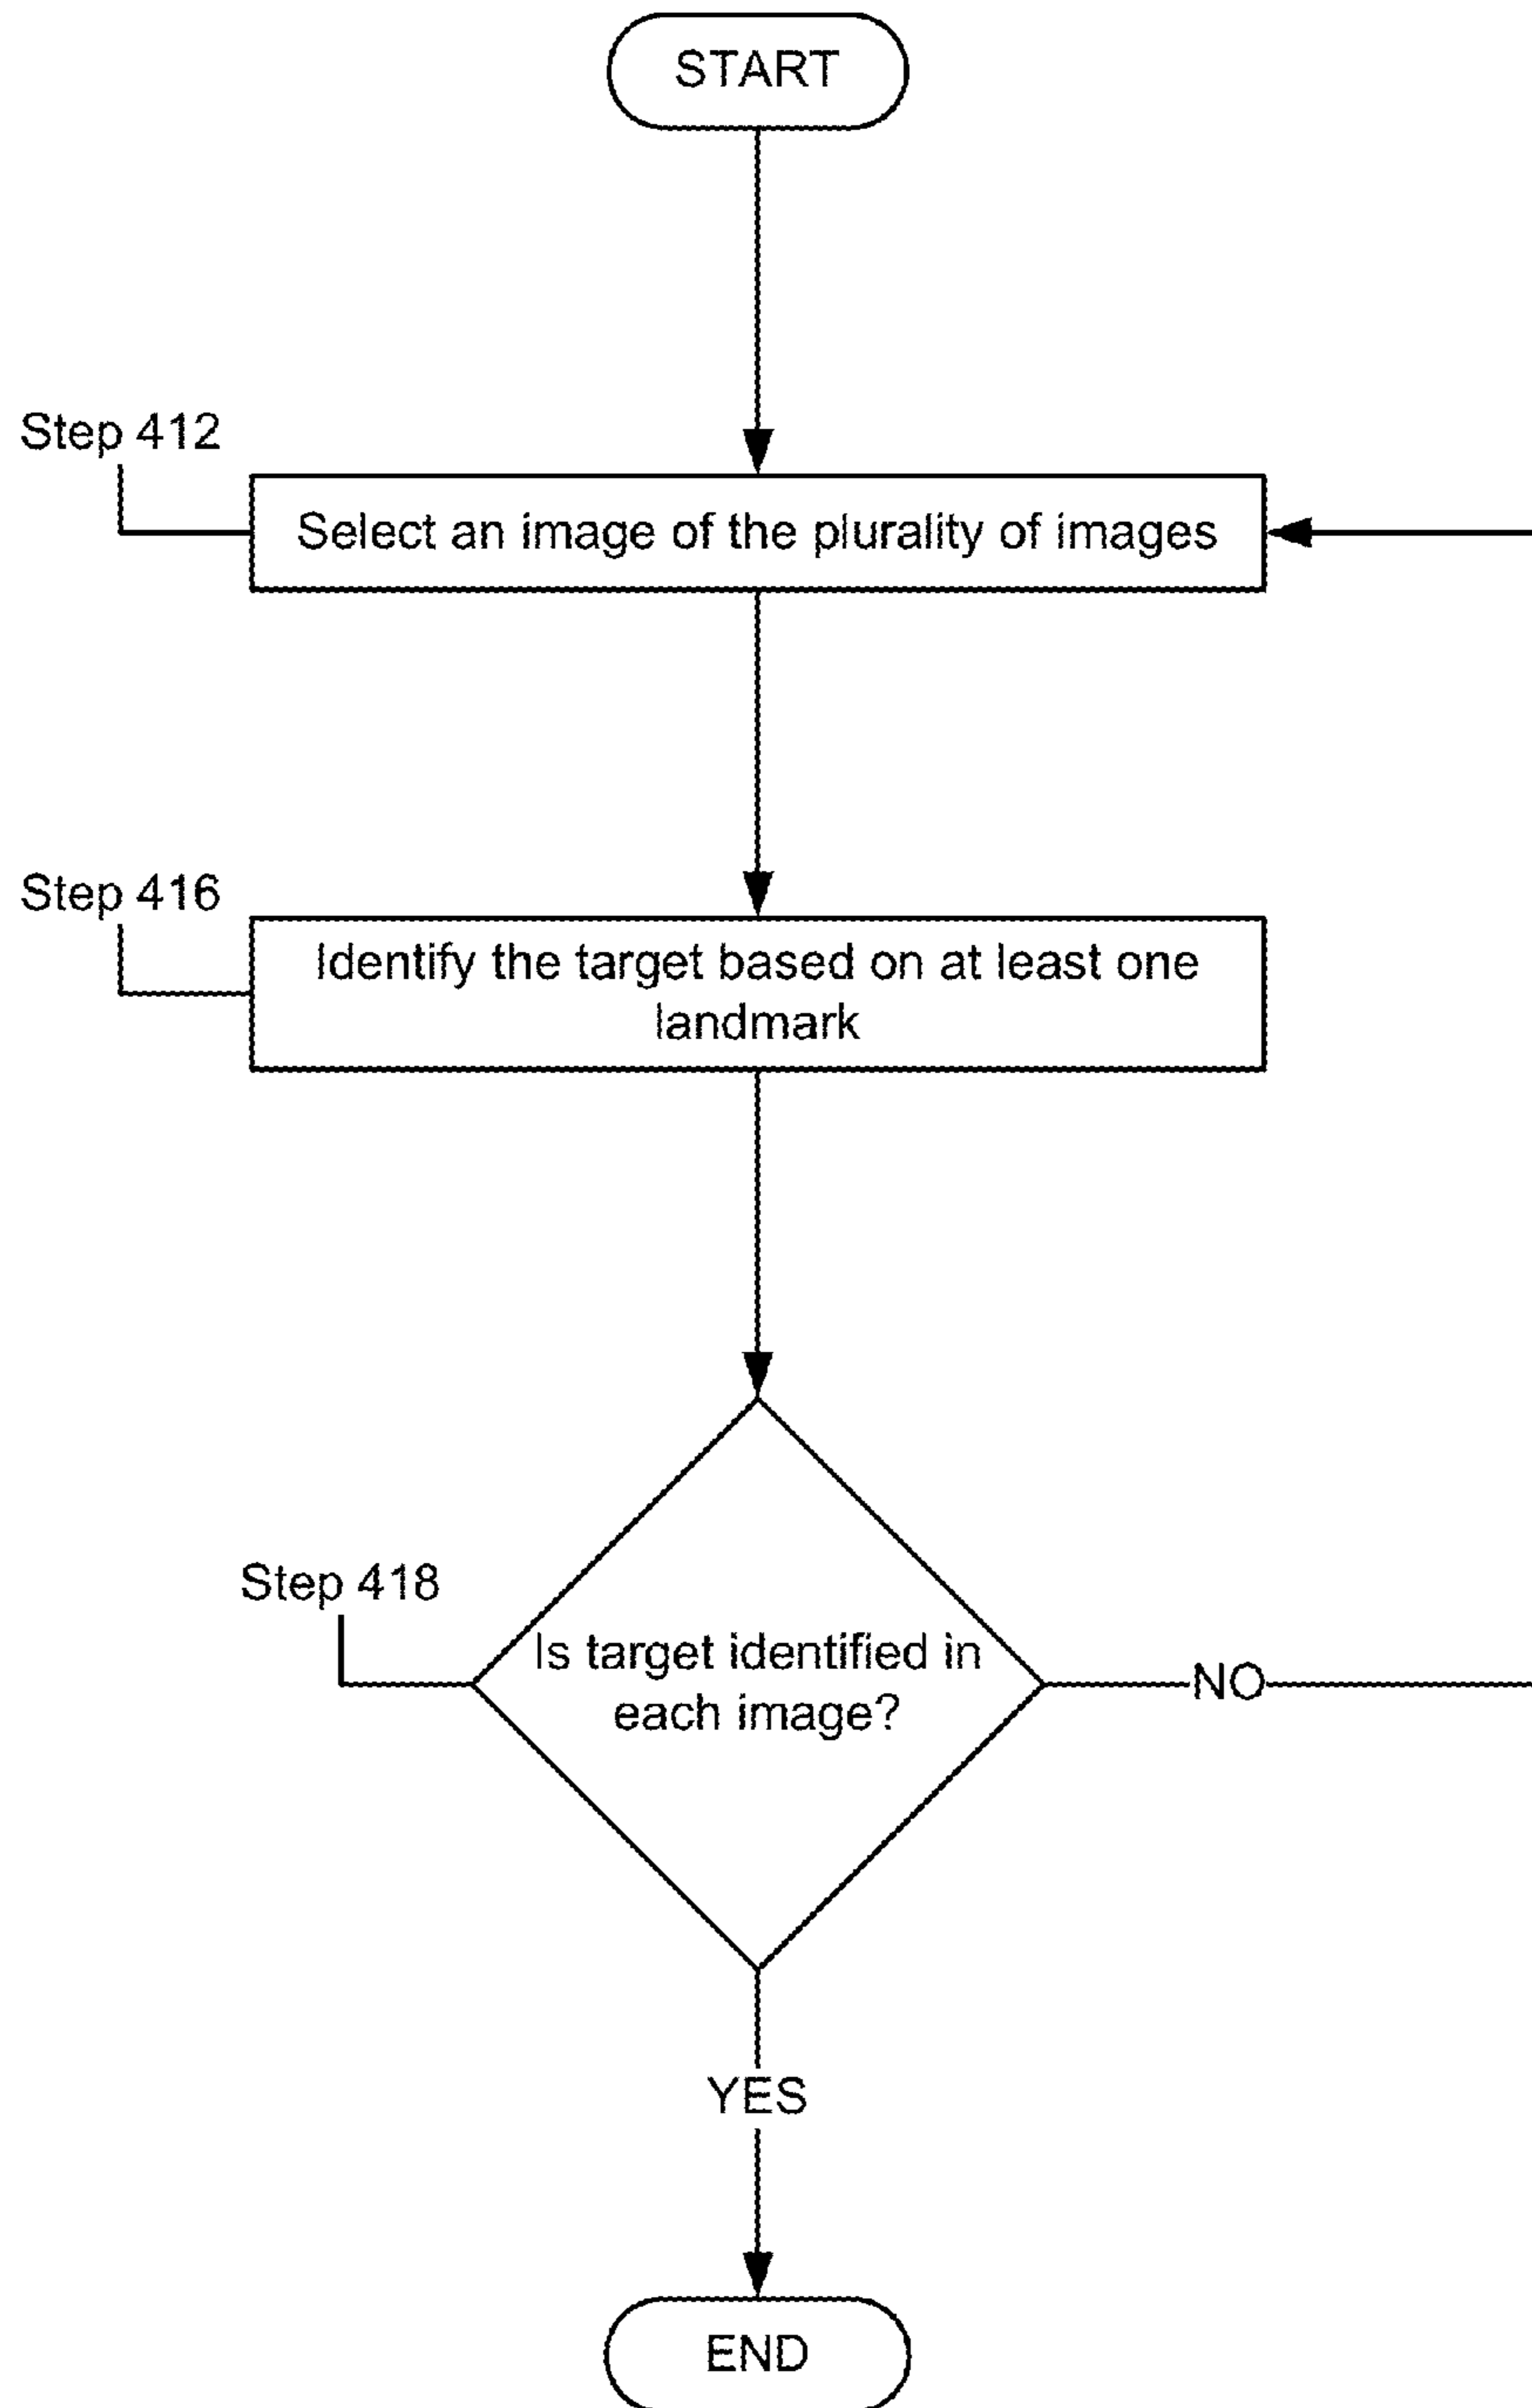 START
Step 412
Select an image of the plurality of images
Step 416
Identify the target based on at least one
landmark
Step 418
Is target identified in
each image?
NO
YES
END